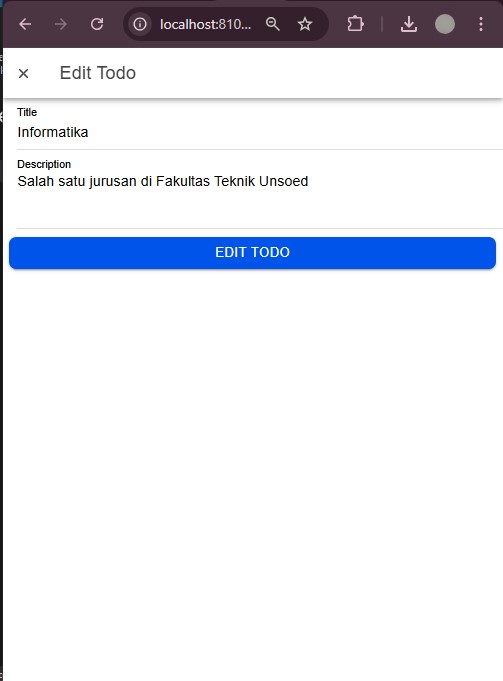 localhost:810...
Edit Todo
Title
Informatika
Description
Salah satu jurusan di Fakultas Teknik Unsoed
EDIT TODO